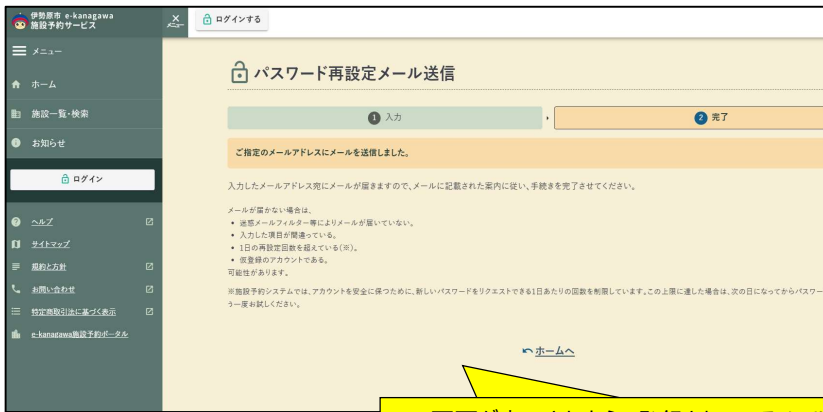 伊勢原市 e-kanagawa
施設予約サービス
メニュー
ホーム
施設一覧・検索
お知らせ
ログイン
ヘルプ
サイトマップ
規約と方針
お問い合わせ
特定商取引法に基づく表示
e-kanagawa施設予約ポータル
メニュー
ログインする
パスワード再設定メール送信
1 入力
2 完了
ご指定のメールアドレスにメールを送信しました。
入力したメールアドレス宛にメールが届きますので、メールに記載された案内に従い、手続きを完了させてください。
メールが届かない場合は、
• 迷惑メールフィルター等によりメールが届いていない。
• 入力した項目が間違っている。
• 1日の再設定回数を超えている(※)。
• 仮登録のアカウントである。
可能性があります。
※施設予約システムでは、アカウントを安全に保つために、新しいパスワードをリクエストできる1日あたりの回数を制限しています。この上限に達した場合は、次の日になってからパスワー
う一度お試しください。
ホームへ